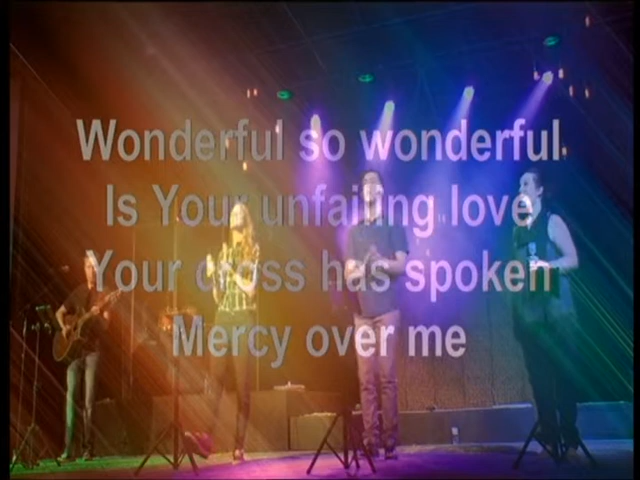 Wonderful so wonderful
Is Your unfailing love
Your cross has spoken
Mercy over me